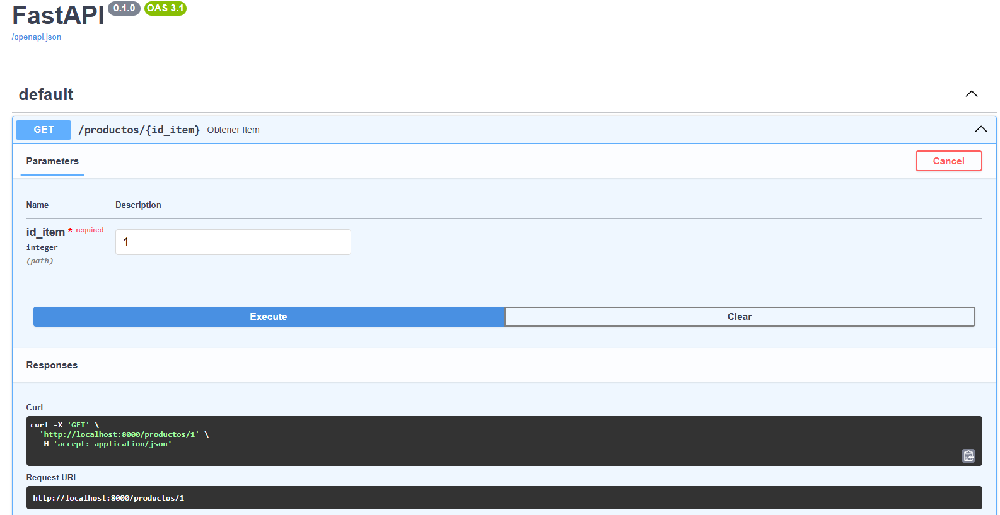 FastAPI 0.1.0 OAS 3.1
/openapi.json
default
GET /productos/{id_item} Obtener Item
Parameters
Cancel
Name Description
id_item * required
integer
(path)
1
Execute Clear
Responses
Curl
curl -X 'GET' \
'http://localhost:8000/productos/1' \
-H 'accept: application/json'
Request URL
http://localhost:8000/productos/1